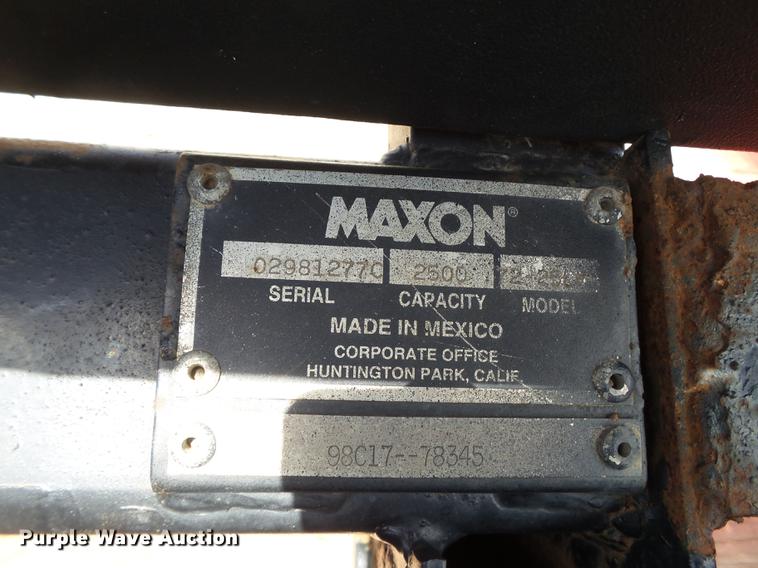 MAXON®
029812770 2500
SERIAL CAPACITY MODEL
MADE IN MEXICO
CORPORATE OFFICE
HUNTINGTON PARK, CALIF.
98C17--78345
Purple Wave Auction